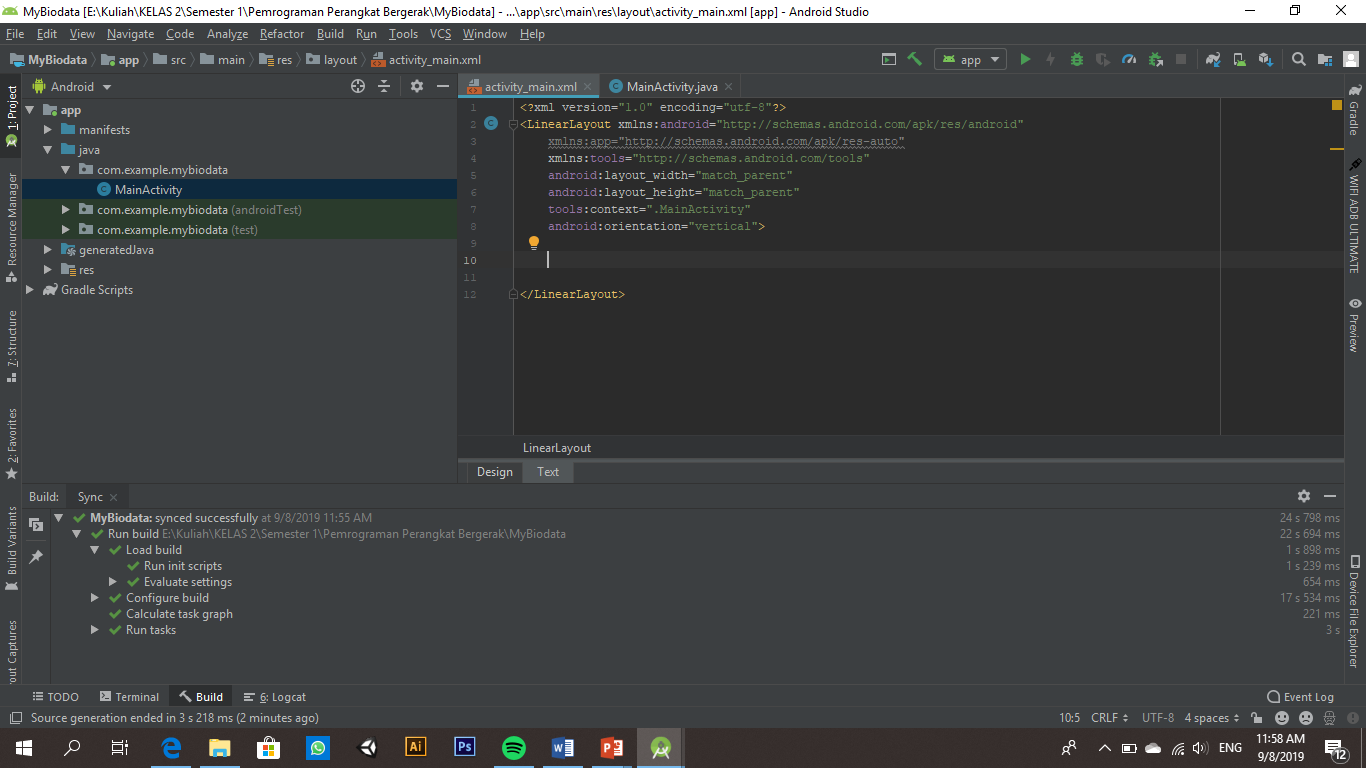 MyBiodata [E:\Kuliah\KELAS 2\Semester 1\Pemrograman Perangkat Bergerak\MyBiodata] - ...\app\src\main\res\layout\activity_main.xml [app] - Android Studio
File Edit View Navigate Code Analyze Refactor Build Run Tools VCS Window Help
MyBiodata app src main res layout activity_main.xml
app
Android
activity_main.xml
MainActivity.java
1: Project
Resource Manager
7: Structure
2: Favorites
Build Variants
out Captures
app
manifests
java
com.example.mybiodata
MainActivity
com.example.mybiodata (androidTest)
com.example.mybiodata (test)
generatedJava
res
Gradle Scripts
1 <?xml version="1.0" encoding="utf-8"?>
2 <LinearLayout xmlns:android="http://schemas.android.com/apk/res/android"
3 xmlns:app="http://schemas.android.com/apk/res-auto"
4 xmlns:tools="http://schemas.android.com/tools"
5 android:layout_width="match_parent"
6 android:layout_height="match_parent"
7 tools:context=".MainActivity"
8 android:orientation="vertical">
9
10
11
12 </LinearLayout>
LinearLayout
Design Text
Gradle
WIFI ADB ULTIMATE
Preview
Device File Explorer
Build: Sync
MyBiodata: synced successfully at 9/8/2019 11:55 AM 24 s 798 ms
Run build E:\Kuliah\KELAS 2\Semester 1\Pemrograman Perangkat Bergerak\MyBiodata 22 s 694 ms
Load build 1 s 898 ms
Run init scripts 1 s 239 ms
Evaluate settings 654 ms
Configure build 17 s 534 ms
Calculate task graph 221 ms
Run tasks 3 s
TODO Terminal Build 6: Logcat Event Log
Source generation ended in 3 s 218 ms (2 minutes ago) 10:5 CRLF UTF-8 4 spaces
Ai Ps
ENG
11:58 AM
9/8/2019
12